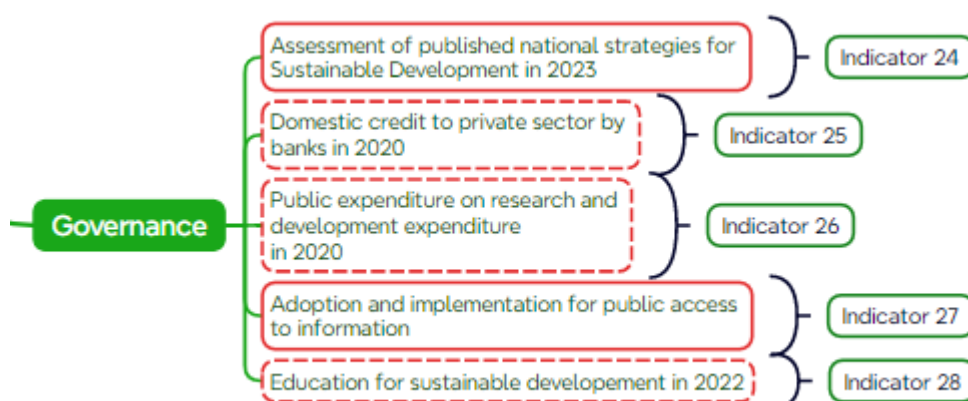 Assessment of published national strategies for
Sustainable Development in 2023
Indicator 24
Domestic credit to private sector by
banks in 2020
Indicator 25
Governance
Public expenditure on research and
development expenditure
in 2020
Indicator 26
Adoption and implementation for public access
to information
Indicator 27
Education for sustainable developement in 2022
Indicator 28